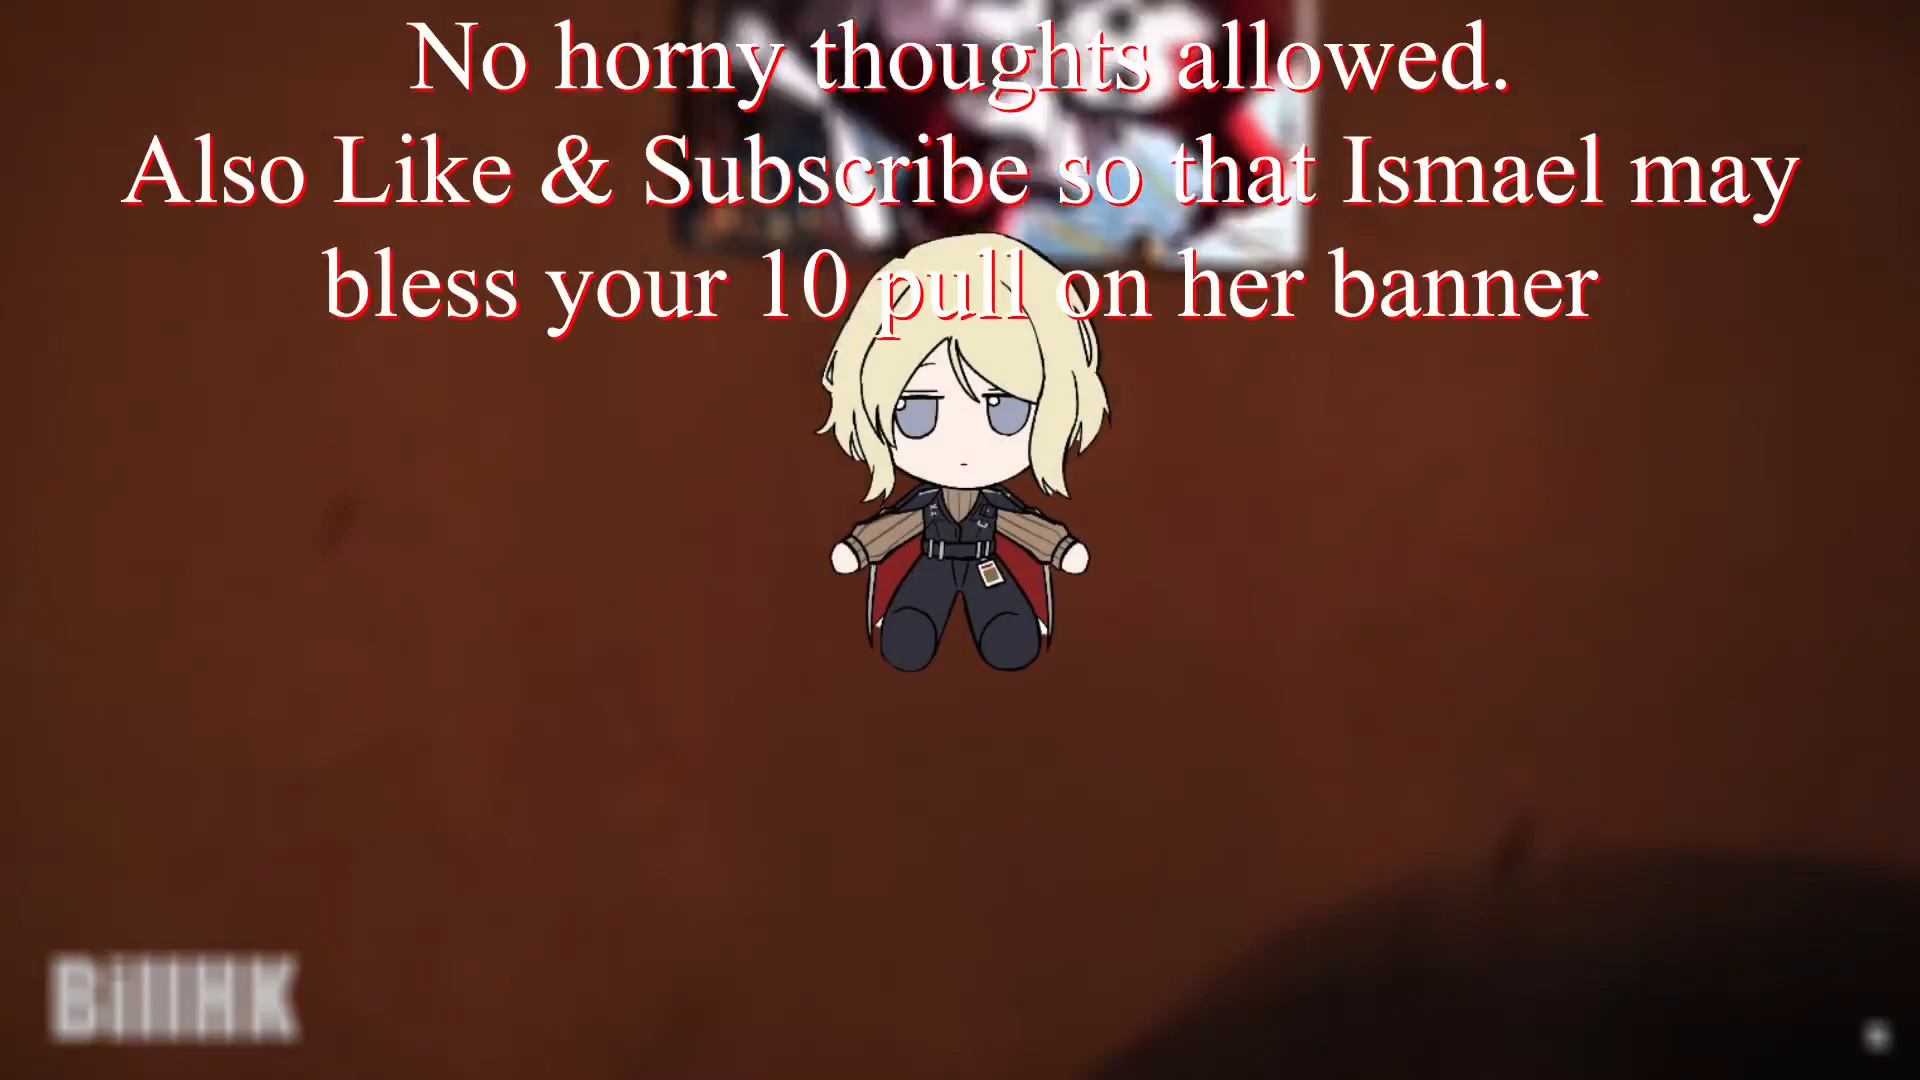 No horny thoughts allowed.
Also Like & Subscribe so that Ismael may
bless your 10 pull on her banner
BillHK